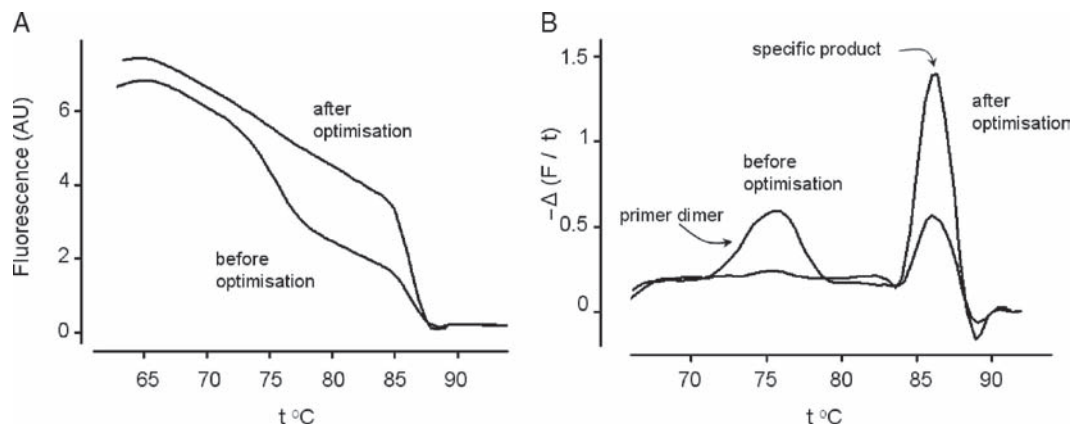 A
Fluorescence (AU)
6
4
2
0
after
optimisation
before
optimisation
65 70 75 80 85 90
t °C
B
−Δ (F / t)
1.5
1.0
0.5
0
specific product
after
optimisation
before
optimisation
primer dimer
70 75 80 85 90
t °C